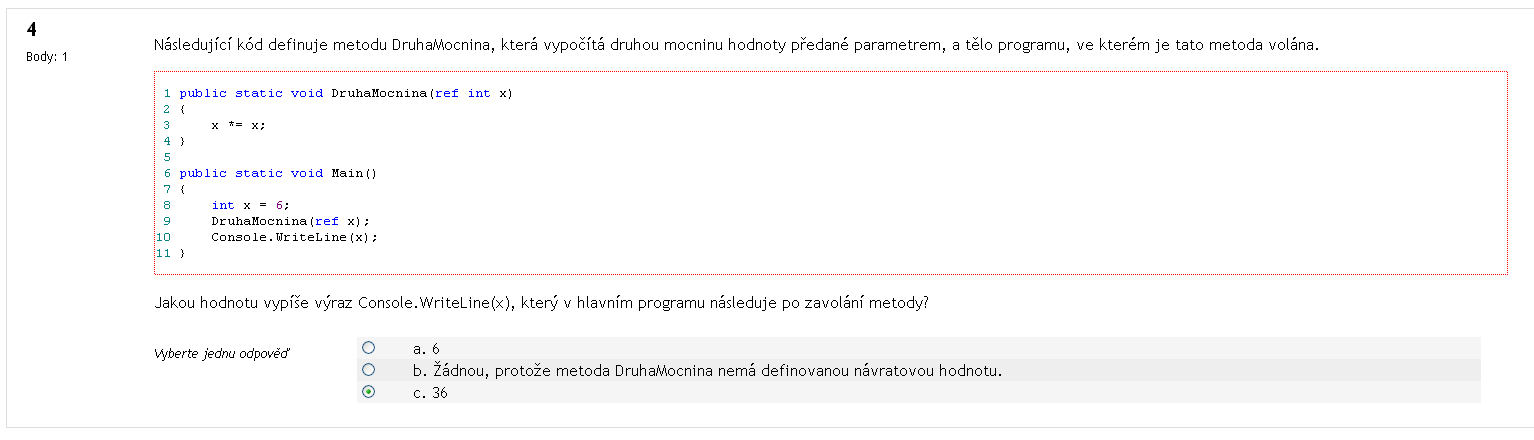 4
Body: 1
Následující kód definuje metodu DruhaMocnina, která vypočítá druhou mocninu hodnoty předané parametrem, a tělo programu, ve kterém je tato metoda volána.
1 public static void DruhaMocnina(ref int x)
2 {
3     x *= x;
4 }
5
6 public static void Main()
7 {
8     int x = 6;
9     DruhaMocnina(ref x);
10     Console.WriteLine(x);
11 }
Jakou hodnotu vypíše výraz Console.WriteLine(x), který v hlavním programu následuje po zavolání metody?
Vyberte jednu odpověď
a. 6
b. Žádnou, protože metoda DruhaMocnina nemá definovanou návratovou hodnotu.
c. 36